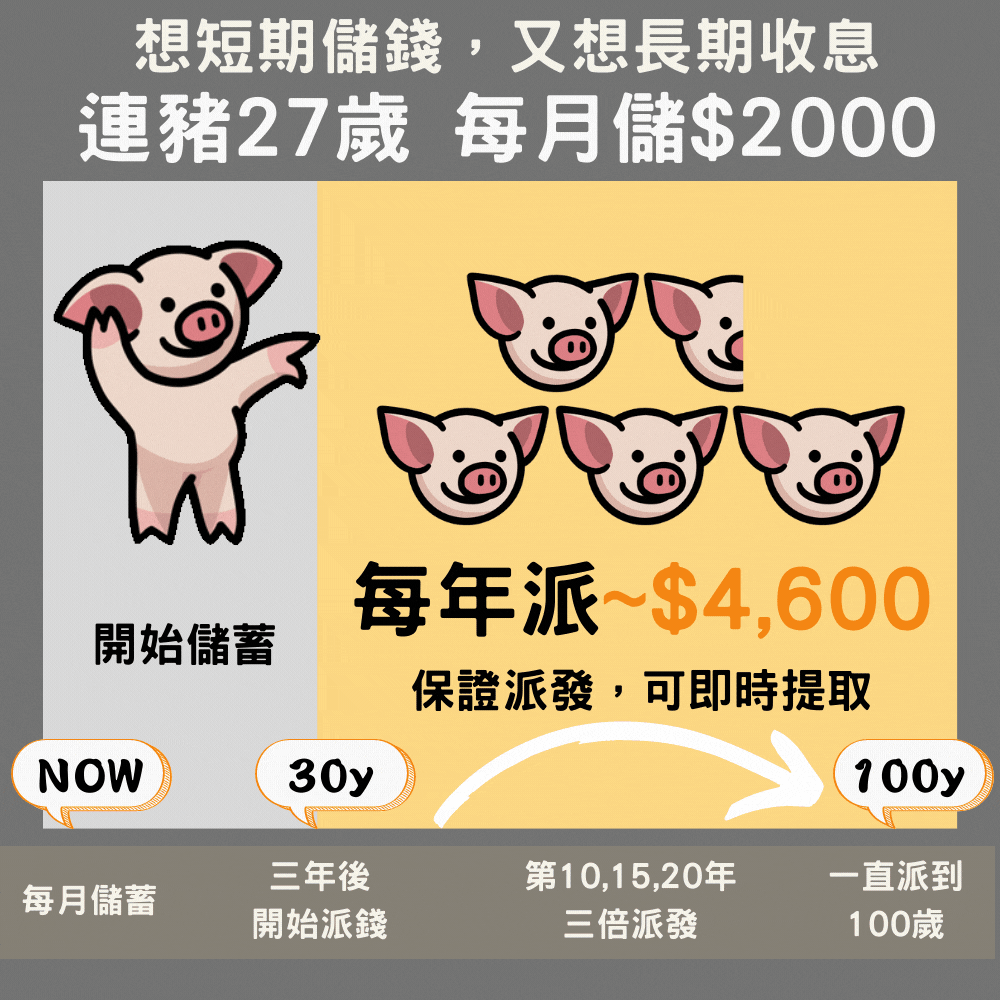 想短期儲錢，又想長期收息
連豬27歲 每月儲$2000
開始儲蓄
每年派~$4,600
保證派發，可即時提取
NOW
30y
100y
每月儲蓄
三年後
開始派錢
第10,15,20年
三倍派發
一直派到
100歲